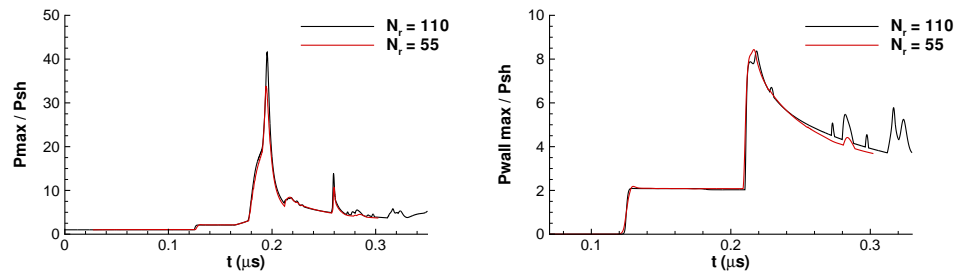 N_r = 110
N_r = 55
Pmax / Psh
50
40
30
20
10
0
0
0.1
0.2
0.3
t (μs)
N_r = 110
N_r = 55
Pwall max / Psh
10
8
6
4
2
0
0.1
0.2
0.3
t (μs)